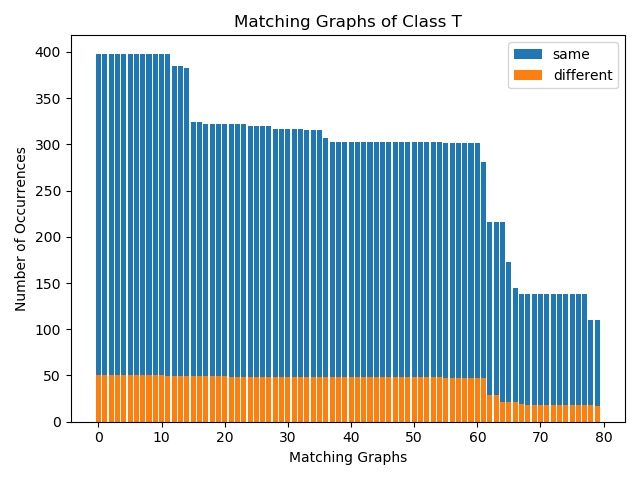 Matching Graphs of Class T
same
different
Number of Occurrences
400
350
300
250
200
150
100
50
0
0 10 20 30 40 50 60 70 80
Matching Graphs